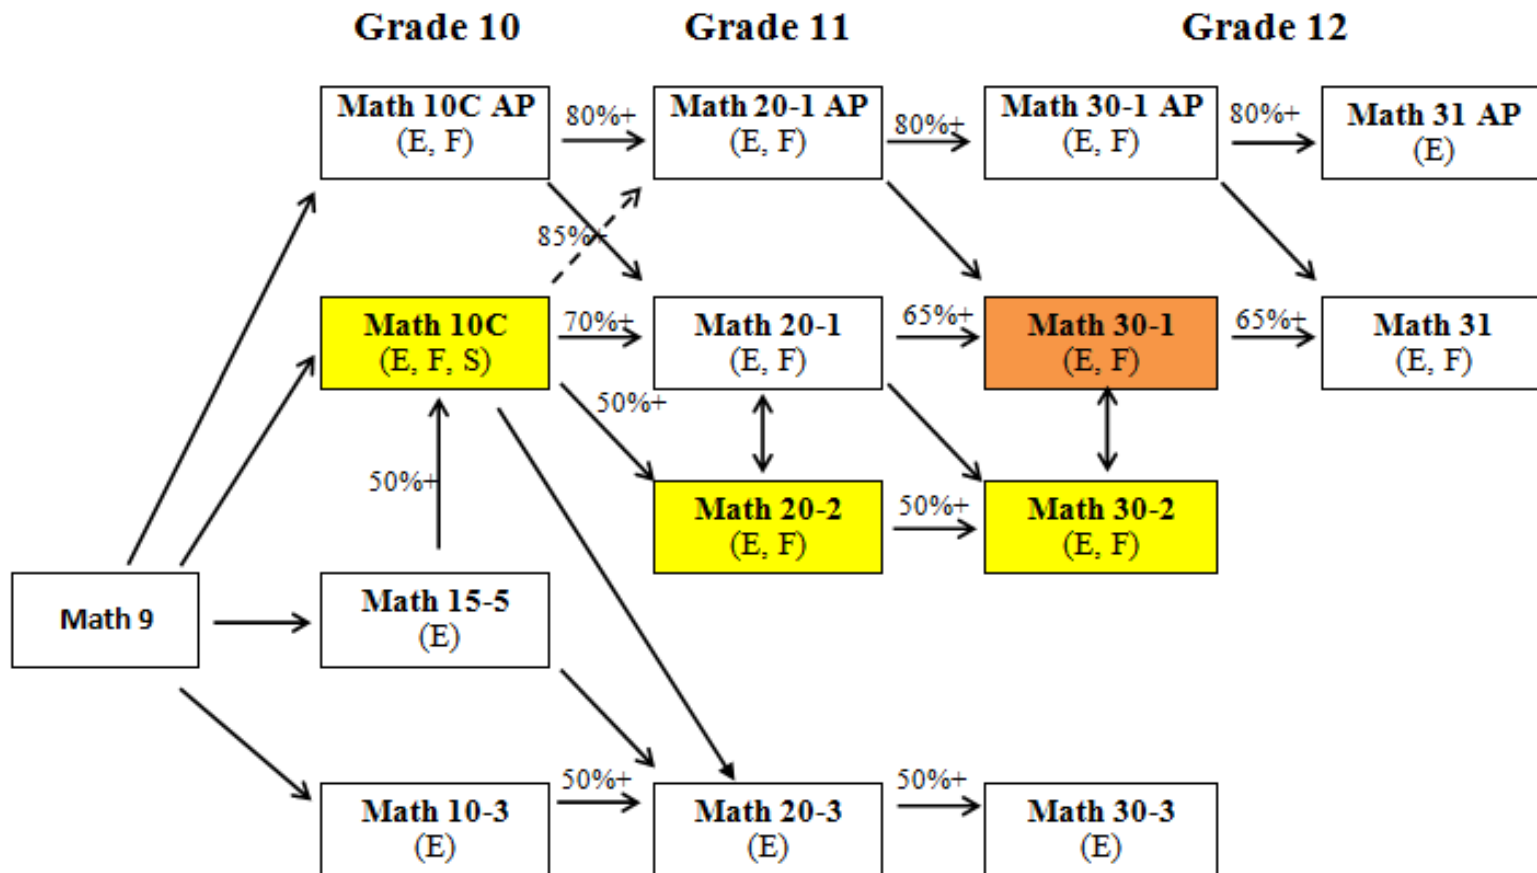 Grade 10
Grade 11
Grade 12
Math 10C AP
(E, F)
80%+
Math 20-1 AP
(E, F)
80%+
Math 30-1 AP
(E, F)
80%+
Math 31 AP
(E)
85%+
Math 10C
(E, F, S)
70%+
Math 20-1
(E, F)
65%+
Math 30-1
(E, F)
65%+
Math 31
(E, F)
50%+
50%+
Math 20-2
(E, F)
50%+
Math 30-2
(E, F)
Math 9
Math 15-5
(E)
Math 10-3
(E)
50%+
Math 20-3
(E)
50%+
Math 30-3
(E)